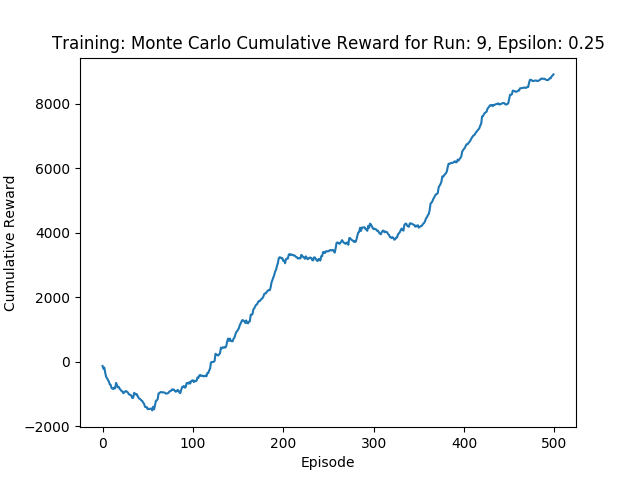 Training: Monte Carlo Cumulative Reward for Run: 9, Epsilon: 0.25
Cumulative Reward
8000
6000
4000
2000
0
−2000
0 100 200 300 400 500
Episode